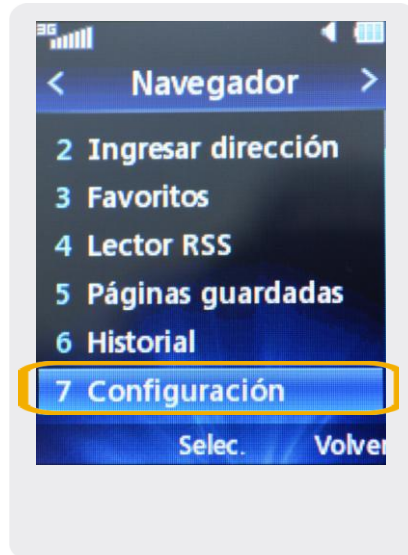 3G
< Navegador >
2 Ingresar dirección
3 Favoritos
4 Lector RSS
5 Páginas guardadas
6 Historial
7 Configuración
Selec. Volver